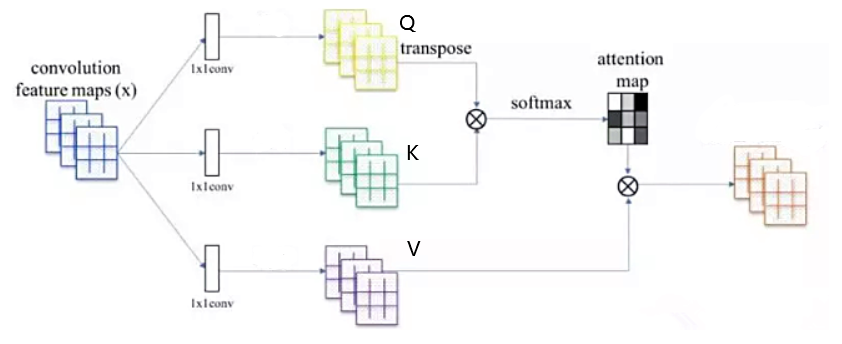 Q
transpose
1x1conv
convolution
feature maps (x)
attention
map
softmax
K
1x1conv
V
1x1conv